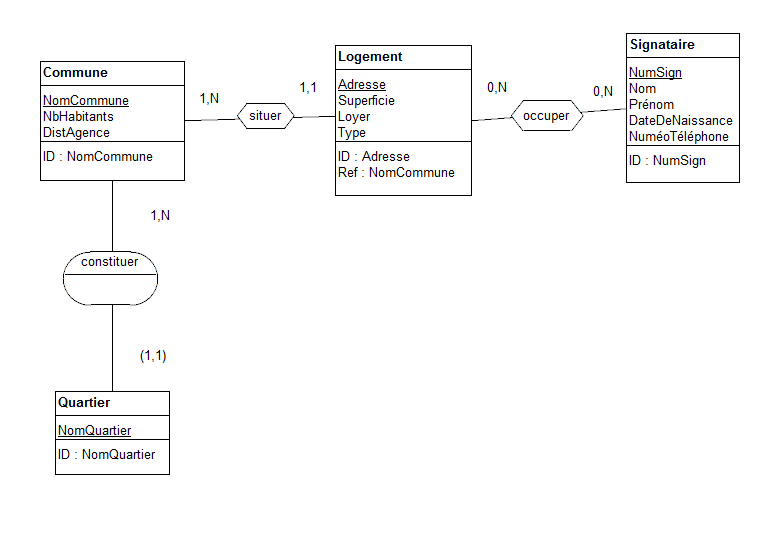 Commune
NomCommune
NbHabitants
DistAgence
ID : NomCommune
1,N
situer
1,1
Logement
Adresse
Superficie
Loyer
Type
ID : Adresse
Ref : NomCommune
0,N
occuper
0,N
Signataire
NumSign
Nom
Prénom
DateDeNaissance
NuméoTéléphone
ID : NumSign
1,N
constituer
(1,1)
Quartier
NomQuartier
ID : NomQuartier